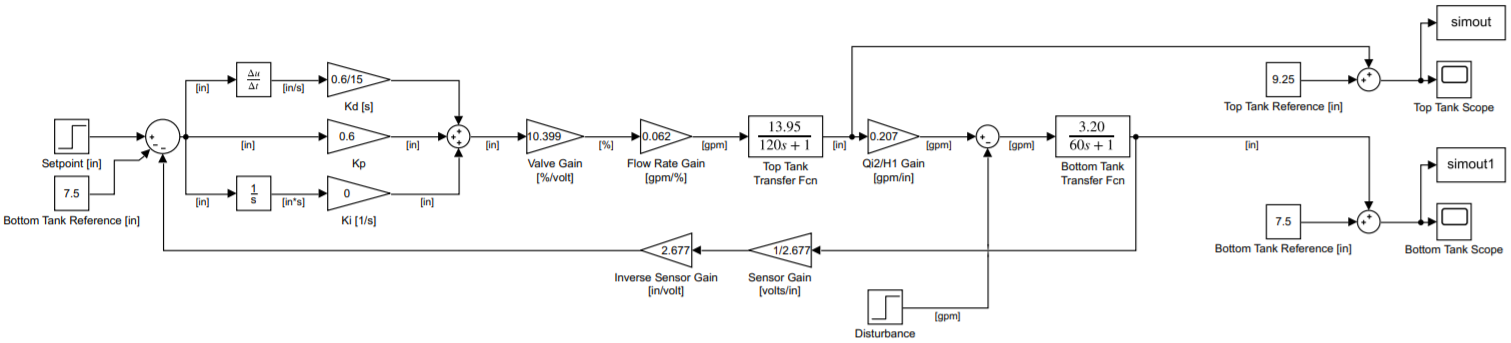 simout
Δu
Δt
[in]
[in/s]
0.6/15
Kd [s]
9.25
Top Tank Reference [in]
+
+
Top Tank Scope
Setpoint [in]
+
-
-
[in]
0.6
Kp
[in]
+
+
+
[in]
10.399
Valve Gain
[%/volt]
[%]
0.062
Flow Rate Gain
[gpm/%]
[gpm]
13.95
120s + 1
Top Tank
Transfer Fcn
[in]
0.207
Qi2/H1 Gain
[gpm/in]
[gpm]
+
-
[gpm]
3.20
60s + 1
Bottom Tank
Transfer Fcn
[in]
simout1
7.5
Bottom Tank Reference [in]
[in]
1
s
[in*s]
0
Ki [1/s]
[in]
7.5
Bottom Tank Reference [in]
+
+
Bottom Tank Scope
2.677
Inverse Sensor Gain
[in/volt]
1/2.677
Sensor Gain
[volts/in]
[gpm]
Disturbance